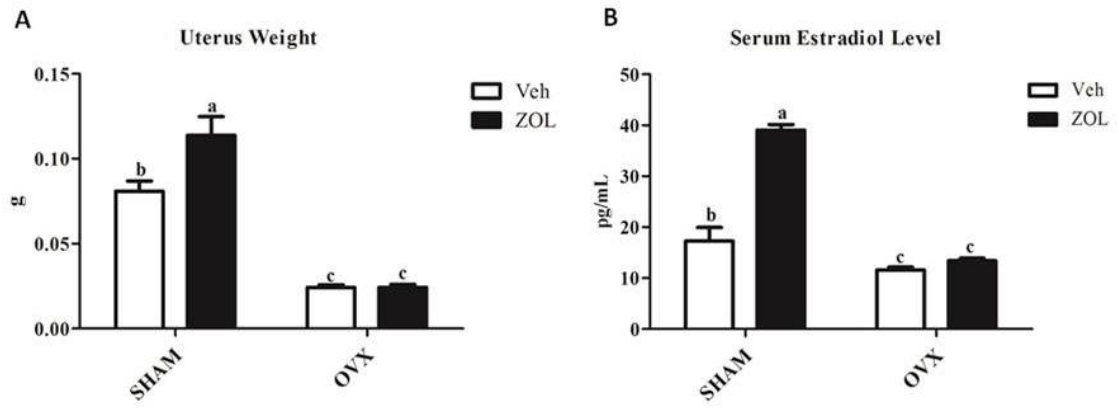 A
Uterus Weight
0.15
0.10
0.05
0.00
g
b
a
c
c
SHAM
OVX
Veh
ZOL
B
Serum Estradiol Level
50
40
30
20
10
0
pg/mL
b
a
c
c
SHAM
OVX
Veh
ZOL